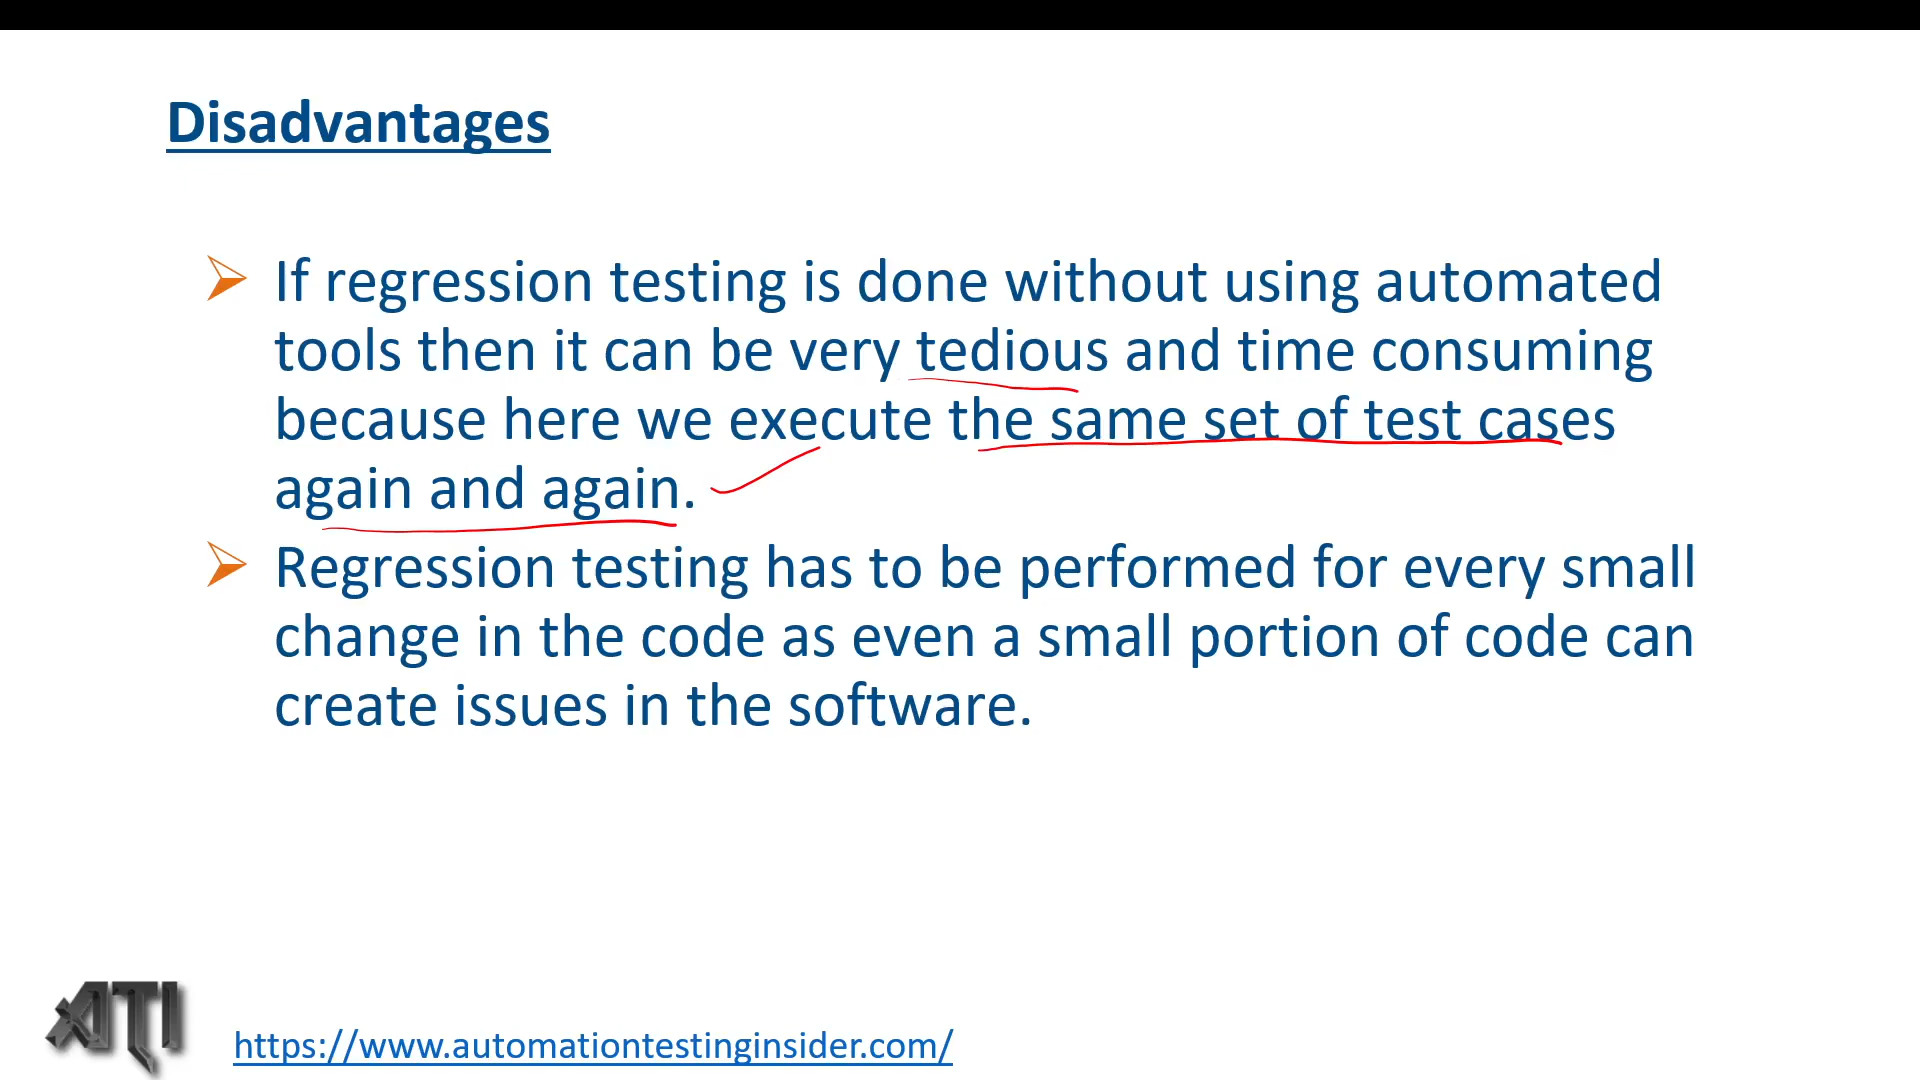 Disadvantages
If regression testing is done without using automated
tools then it can be very tedious and time consuming
because here we execute the same set of test cases
again and again.
Regression testing has to be performed for every small
change in the code as even a small portion of code can
create issues in the software.
ATI
https://www.automationtestinginsider.com/